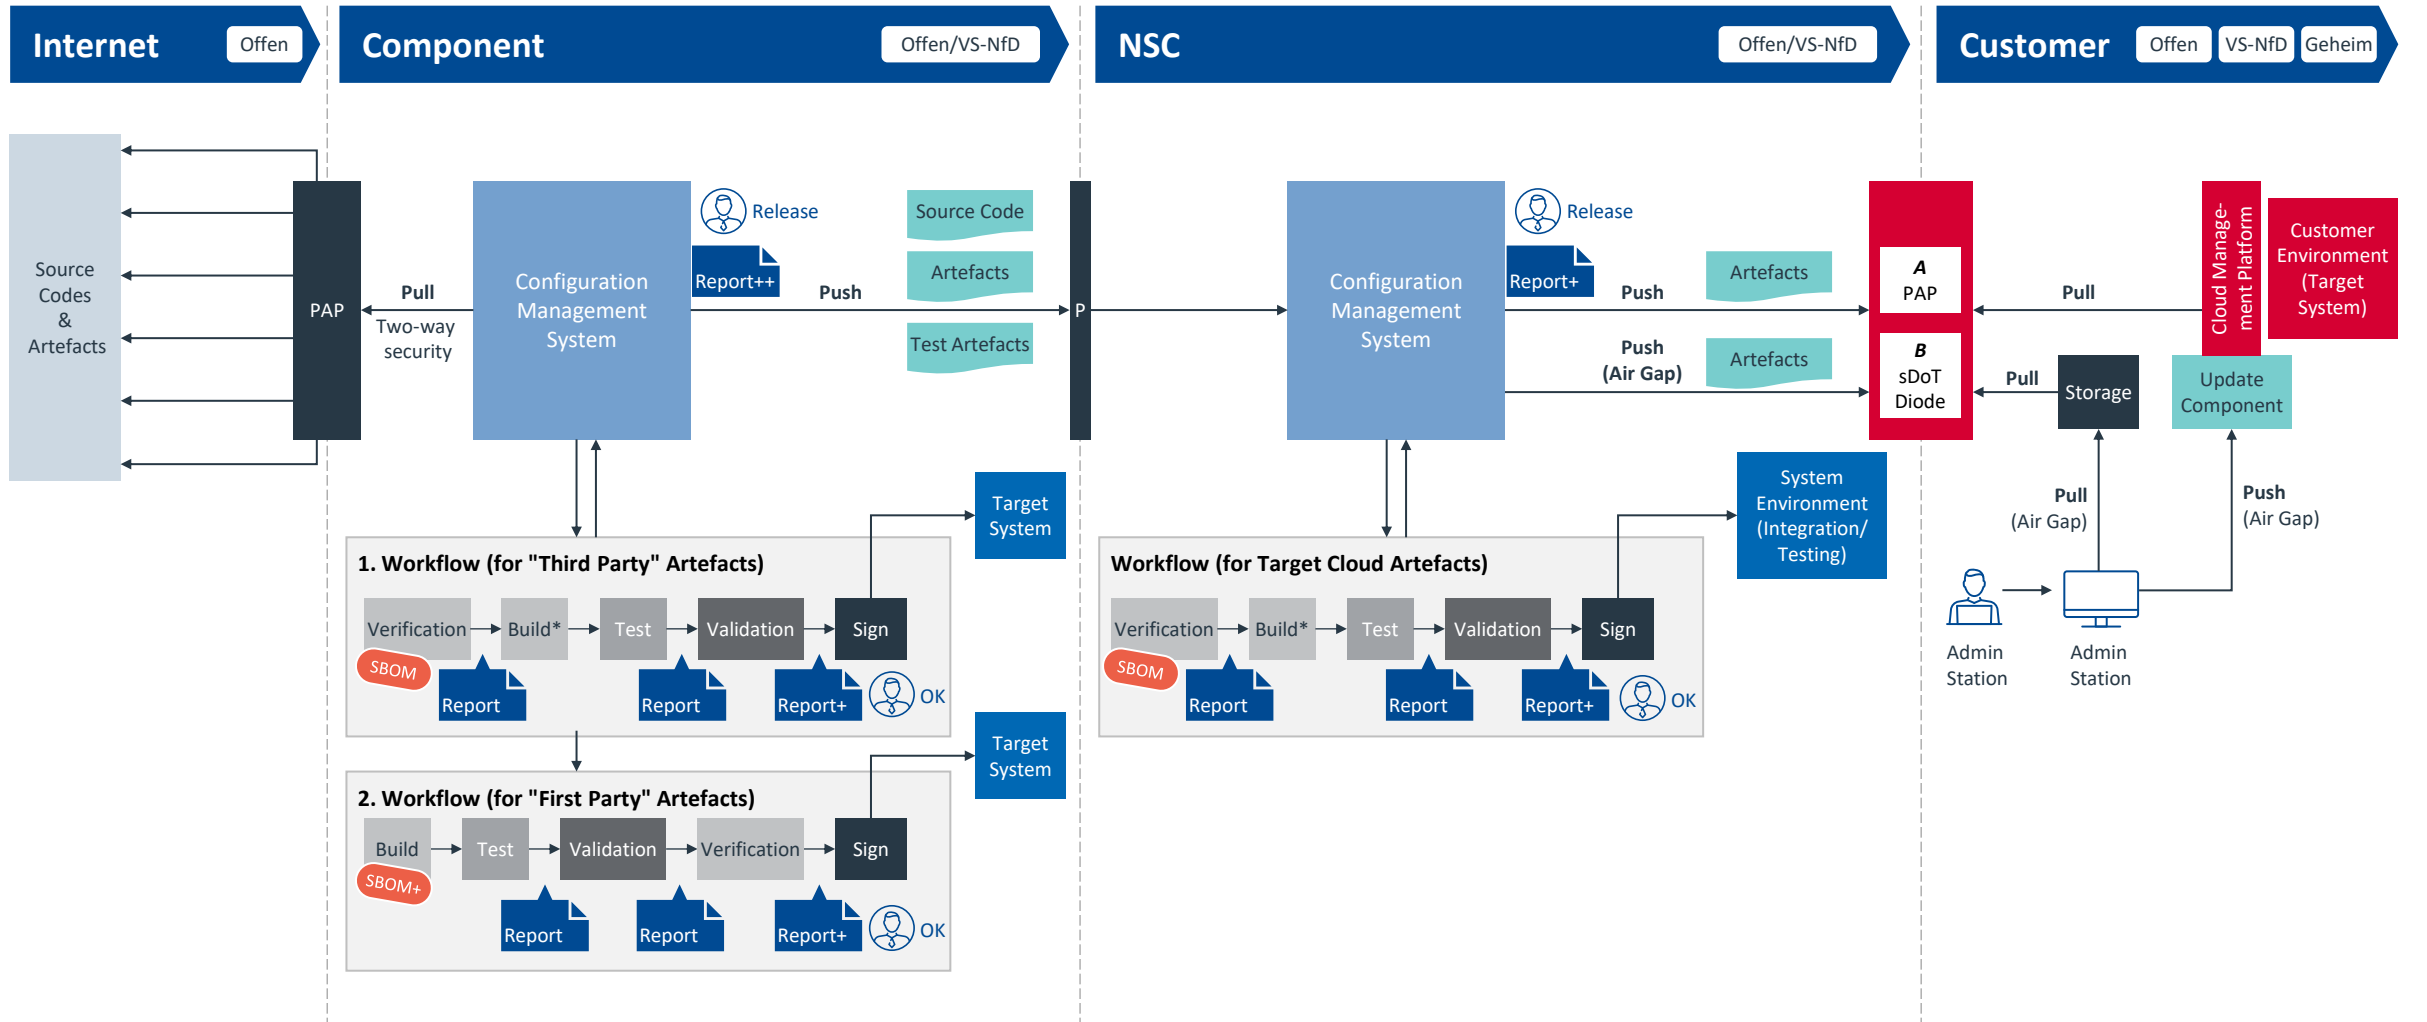 Internet
Offen
Component
Offen/VS-NfD
NSC
Offen/VS-NfD
Customer
Offen
VS-NfD
Geheim
Source
Codes
&
Artefacts
PAP
Pull
Two-way
security
Configuration
Management
System
Release
Report++
Push
Source Code
Artefacts
Test Artefacts
P
Configuration
Management
System
Release
Report+
Push
Artefacts
Push
(Air Gap)
Artefacts
A
PAP
B
sDoT
Diode
Pull
Cloud Manage-
ment Platform
Customer
Environment
(Target
System)
Pull
Storage
Update
Component
Pull
(Air Gap)
Push
(Air Gap)
Admin
Station
Admin
Station
Target
System
1. Workflow (for "Third Party" Artefacts)
Verification
Build*
Test
Validation
Sign
SBOM
Report
Report
Report+
OK
Target
System
2. Workflow (for "First Party" Artefacts)
Build
Test
Validation
Verification
Sign
SBOM+
Report
Report
Report+
OK
System
Environment
(Integration/
Testing)
Workflow (for Target Cloud Artefacts)
Verification
Build*
Test
Validation
Sign
SBOM
Report
Report
Report+
OK